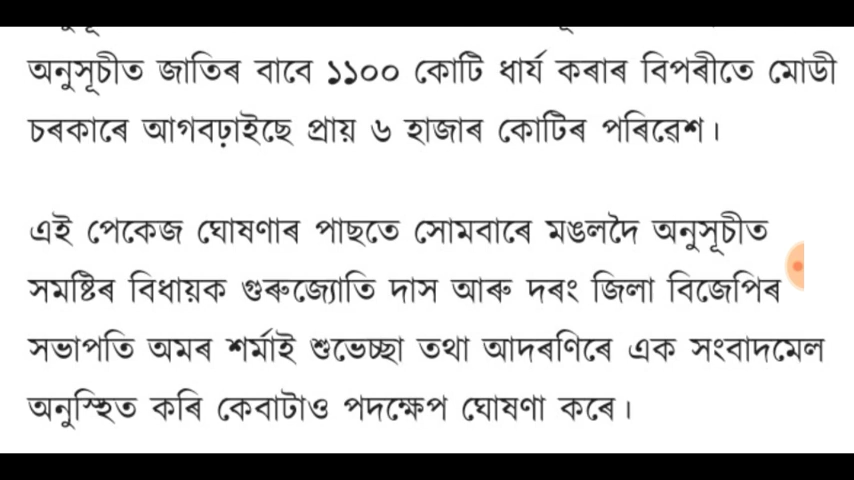 অনুসূচীত জাতিৰ বাবে ১১০০ কোটি ধাৰ্য কৰাৰ বিপৰীতে মোডী
চৰকাৰে আগবঢ়াইছে প্ৰায় ৬ হাজাৰ কোটিৰ পৰিৱেশ।
এই পেকেজ ঘোষণাৰ পাছতে সোমবাৰে মঙলদৈ অনুসূচীত
সমষ্টিৰ বিধায়ক গুৰুজ্যোতি দাস আৰু দৰং জিলা বিজেপিৰ
সভাপতি অমৰ শৰ্মাই শুভেচ্ছা তথা আদৰণিৰে এক সংবাদমেল
অনুস্থিত কৰি কেবাটাও পদক্ষেপ ঘোষণা কৰে।